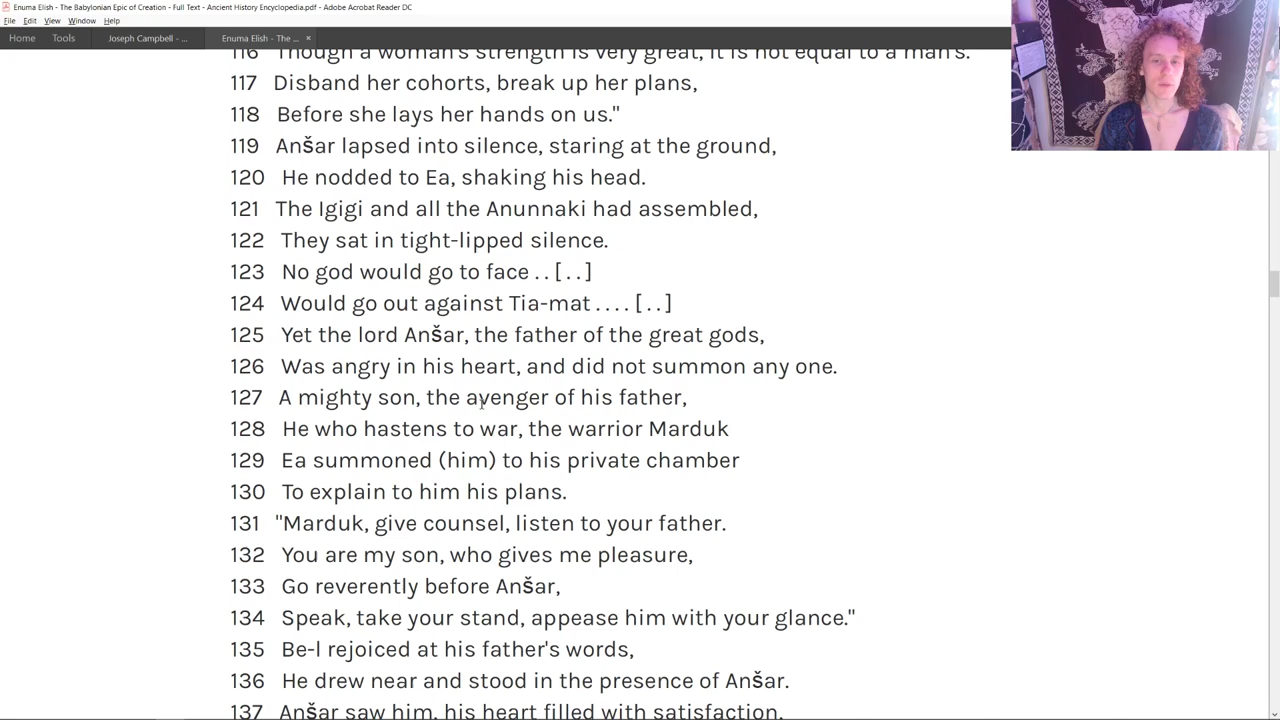 Enuma Elish - The Babylonian Epic of Creation - Full Text - Ancient History Encyclopedia.pdf - Adobe Acrobat Reader DC
File Edit View Window Help
Home Tools Joseph Campbell - ... Enuma Elish - The ... ×
116 Though a woman's strength is very great, it is not equal to a man's.
117 Disband her cohorts, break up her plans,
118 Before she lays her hands on us."
119 Anšar lapsed into silence, staring at the ground,
120 He nodded to Ea, shaking his head.
121 The Igigi and all the Anunnaki had assembled,
122 They sat in tight-lipped silence.
123 No god would go to face . . [ . . ]
124 Would go out against Tia-mat . . . . [ . . ]
125 Yet the lord Anšar, the father of the great gods,
126 Was angry in his heart, and did not summon any one.
127 A mighty son, the avenger of his father,
128 He who hastens to war, the warrior Marduk
129 Ea summoned (him) to his private chamber
130 To explain to him his plans.
131 "Marduk, give counsel, listen to your father.
132 You are my son, who gives me pleasure,
133 Go reverently before Anšar,
134 Speak, take your stand, appease him with your glance."
135 Be-l rejoiced at his father's words,
136 He drew near and stood in the presence of Anšar.
137 Anšar saw him, his heart filled with satisfaction,